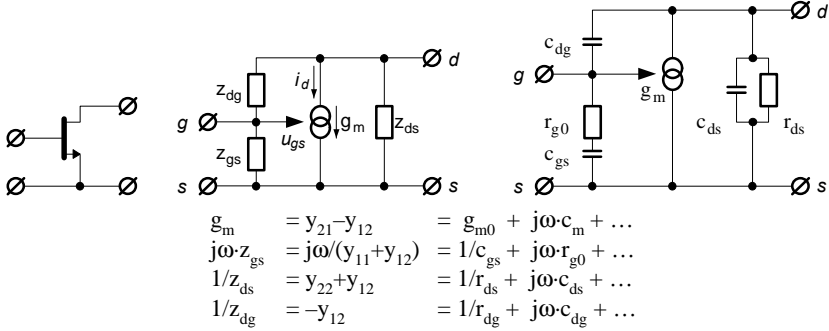 d
c_dg
g
g_m
r_g0
c_gs
c_ds
r_ds
s s
i_d d
z_dg
g
u_gs
g_m
z_ds
z_gs
s s
g_m = y_21–y_12 = g_m0 + jω·c_m + …
jω·z_gs = jω/(y_11+y_12) = 1/c_gs + jω·r_g0 + …
1/z_ds = y_22+y_12 = 1/r_ds + jω·c_ds + …
1/z_dg = –y_12 = 1/r_dg + jω·c_dg + …